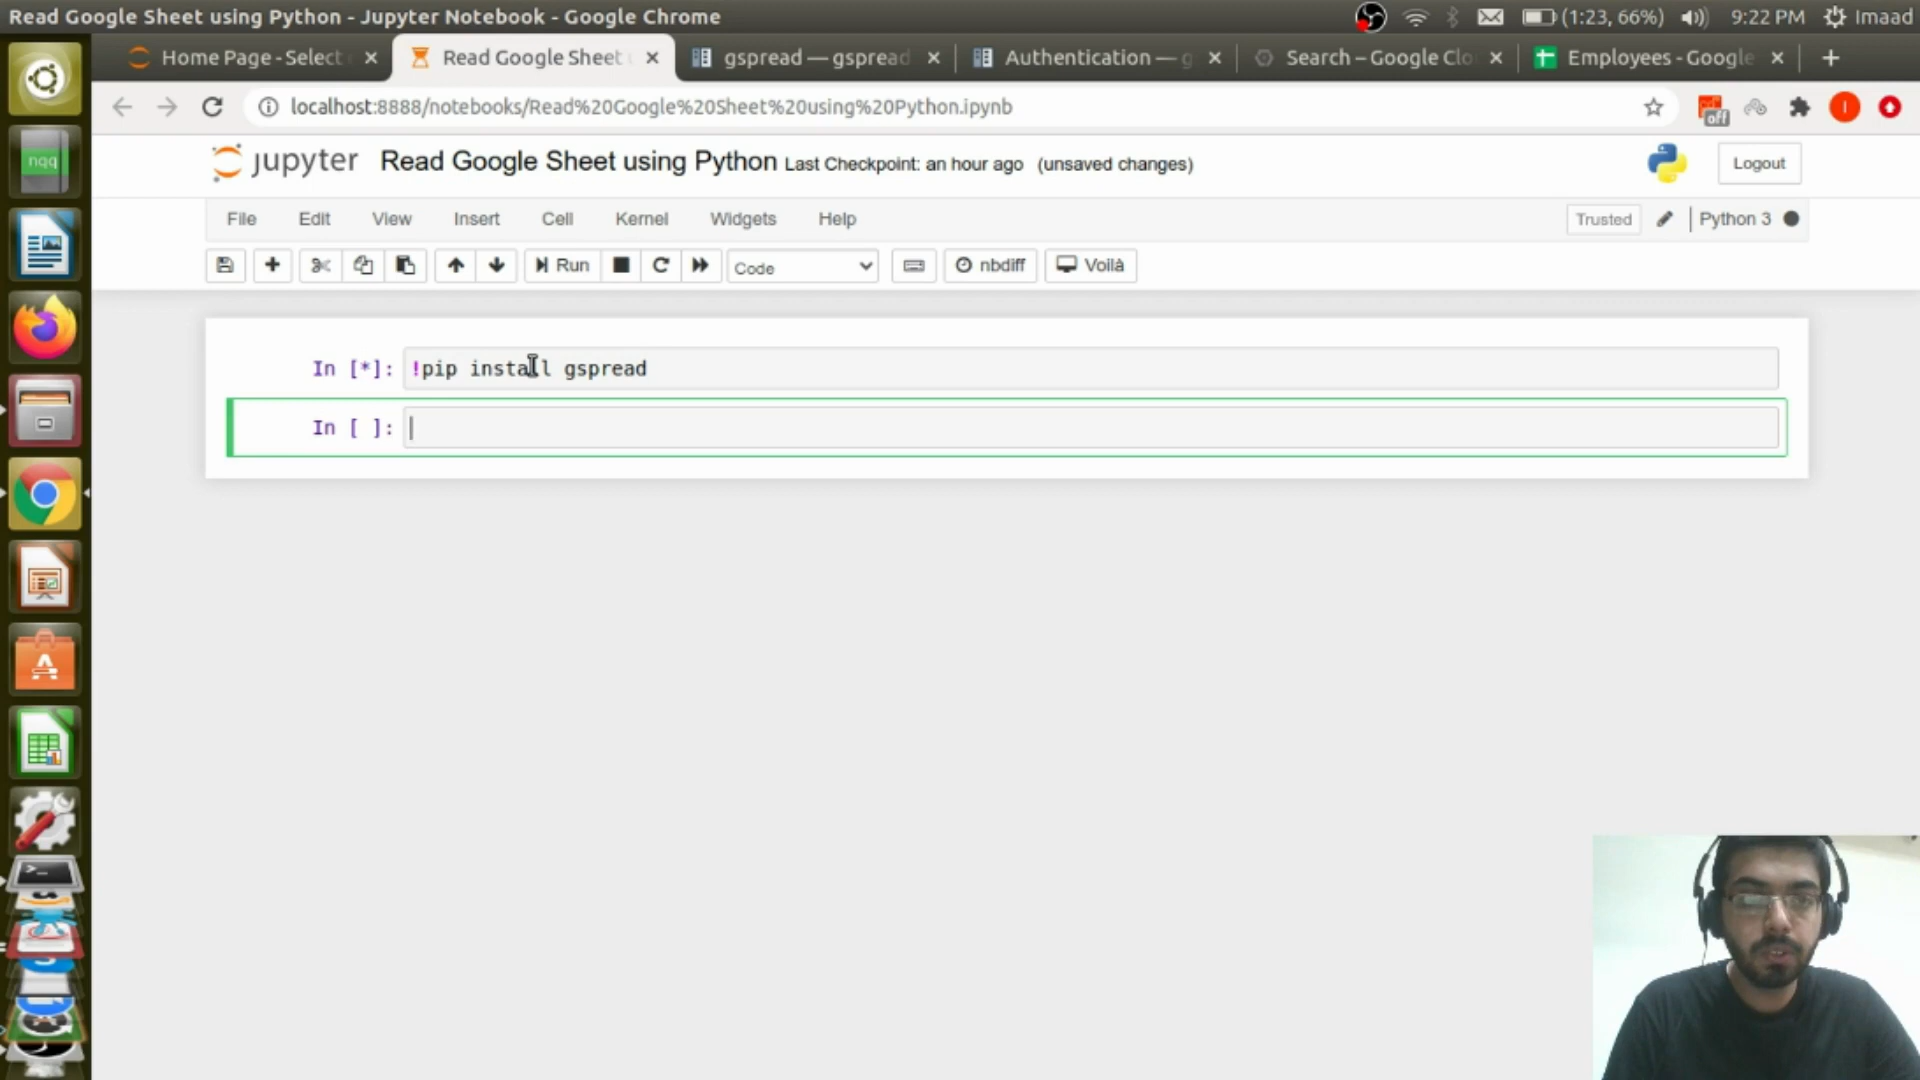 Read Google Sheet using Python - Jupyter Notebook - Google Chrome
(1:23, 66%)
9:22 PM
Imaad
Home Page - Select
Read Google Sheet
gspread — gspread
Authentication — g
Search – Google Clo
Employees - Google
localhost:8888/notebooks/Read%20Google%20Sheet%20using%20Python.ipynb
off
I
nqq
jupyter
Read Google Sheet using Python Last Checkpoint: an hour ago (unsaved changes)
Logout
File Edit View Insert Cell Kernel Widgets Help
Trusted
Python 3
Run
Code
nbdiff
Voilà
In [*]: !pip install gspread
In [ ]: